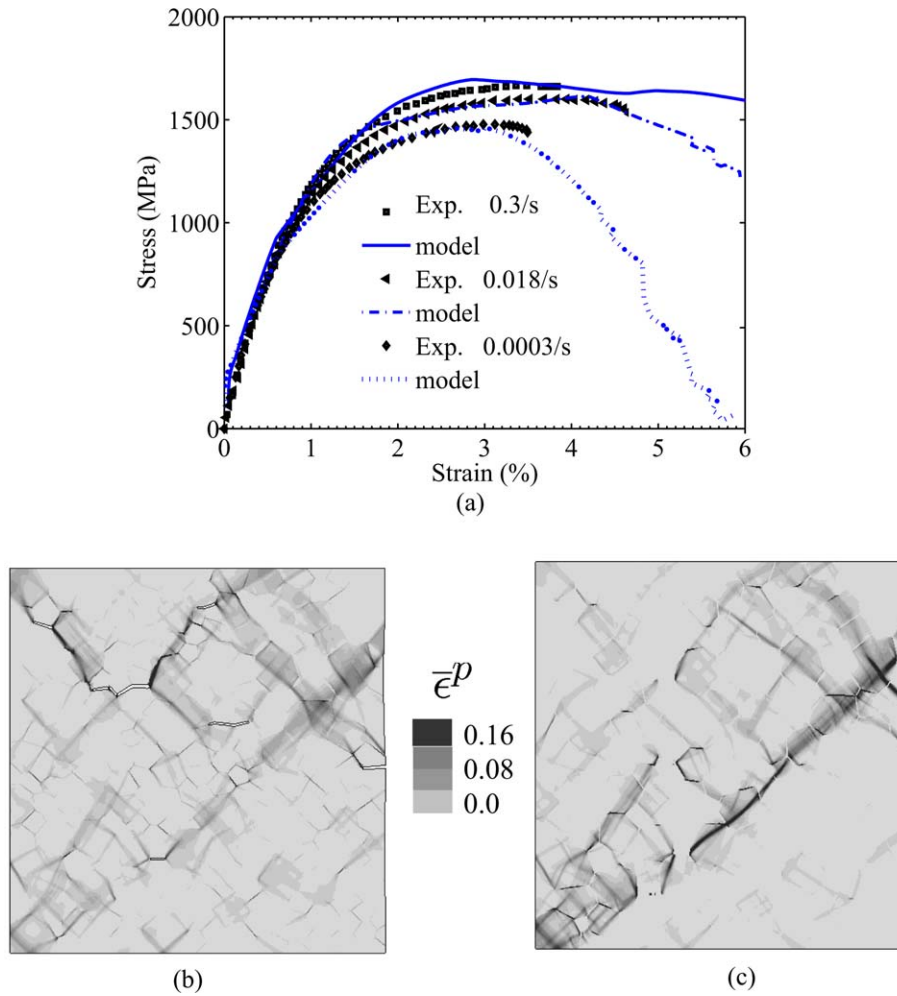 2000
1500
1000
500
0
Stress (MPa)
Exp. 0.3/s
model
Exp. 0.018/s
model
Exp. 0.0003/s
model
0 1 2 3 4 5 6
Strain (%)
(a)
ε̄ᵖ
0.16
0.08
0.0
(b) (c)